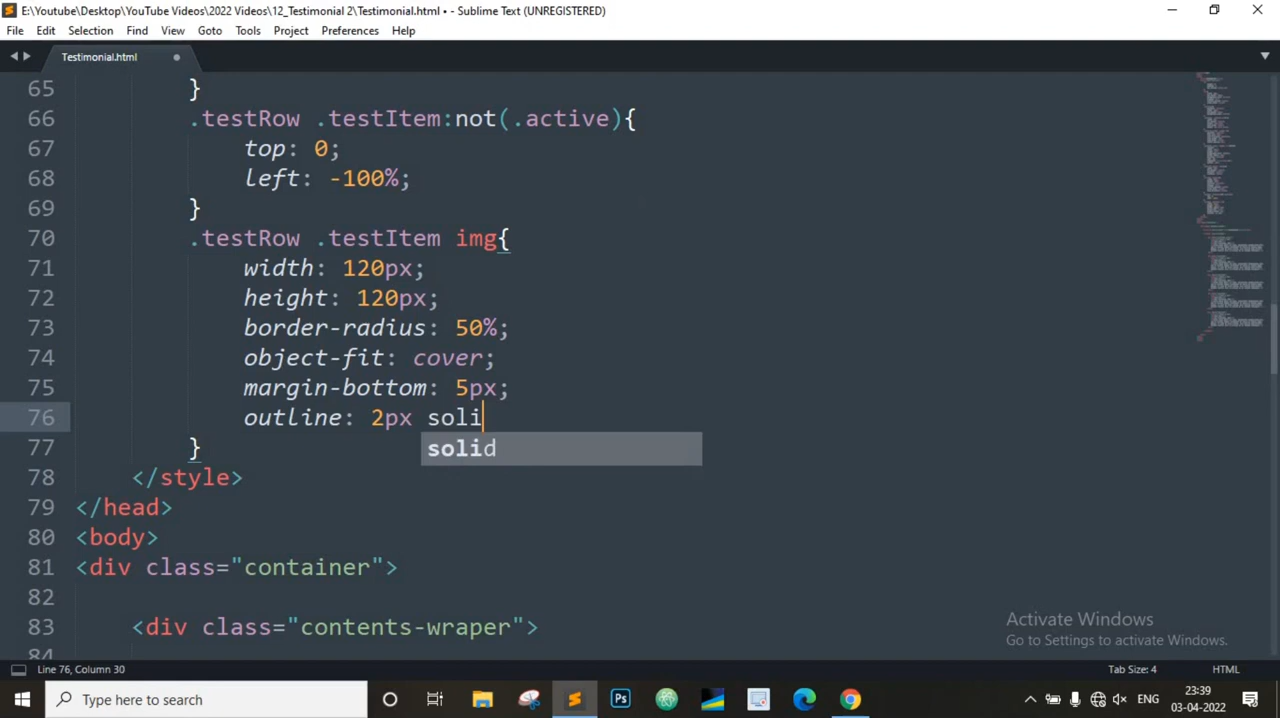 E:\Youtube\Desktop\YouTube Videos\2022 Videos\12_Testimonial 2\Testimonial.html • - Sublime Text (UNREGISTERED)
File Edit Selection Find View Goto Tools Project Preferences Help
Testimonial.html
65 }
66 .testRow .testItem:not(.active){
67 top: 0;
68 left: -100%;
69 }
70 .testRow .testItem img{
71 width: 120px;
72 height: 120px;
73 border-radius: 50%;
74 object-fit: cover;
75 margin-bottom: 5px;
76 outline: 2px soli
solid
77 }
78 </style>
79 </head>
80 <body>
81 <div class="container">
82
83 <div class="contents-wraper">
84
Activate Windows
Go to Settings to activate Windows.
Line 76, Column 30 Tab Size: 4 HTML
Type here to search Ps ENG 23:39
03-04-2022